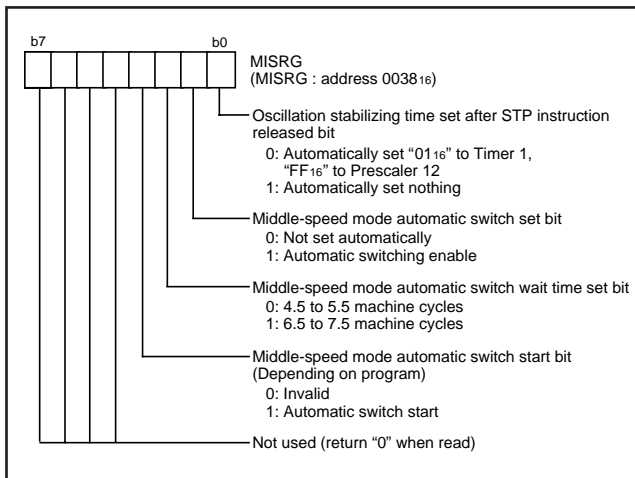 b7 b0
MISRG
(MISRG : address 003816)
Oscillation stabilizing time set after STP instruction
released bit
0: Automatically set “0116” to Timer 1,
“FF16” to Prescaler 12
1: Automatically set nothing
Middle-speed mode automatic switch set bit
0: Not set automatically
1: Automatic switching enable
Middle-speed mode automatic switch wait time set bit
0: 4.5 to 5.5 machine cycles
1: 6.5 to 7.5 machine cycles
Middle-speed mode automatic switch start bit
(Depending on program)
0: Invalid
1: Automatic switch start
Not used (return “0” when read)